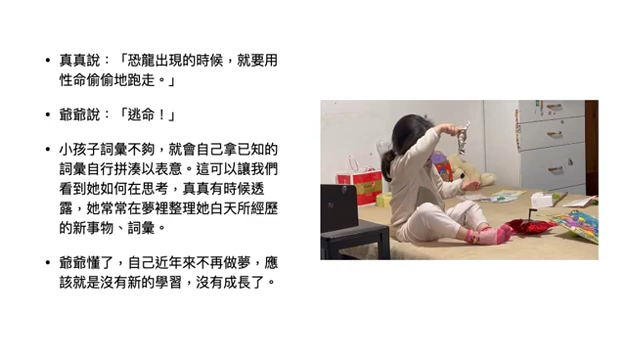 • 真真說：「恐龍出現的時候，就要用
性命偷偷地跑走。」
• 爺爺說：「逃命！」
• 小孩子詞彙不夠，就會自己拿已知的
詞彙自行拼湊以表意。這可以讓我們
看到她如何在思考，真真有時候透
露，她常常在夢裡整理她白天所經歷
的新事物、詞彙。
• 爺爺懂了，自己近年來不再做夢，應
該就是沒有新的學習，沒有成長了。